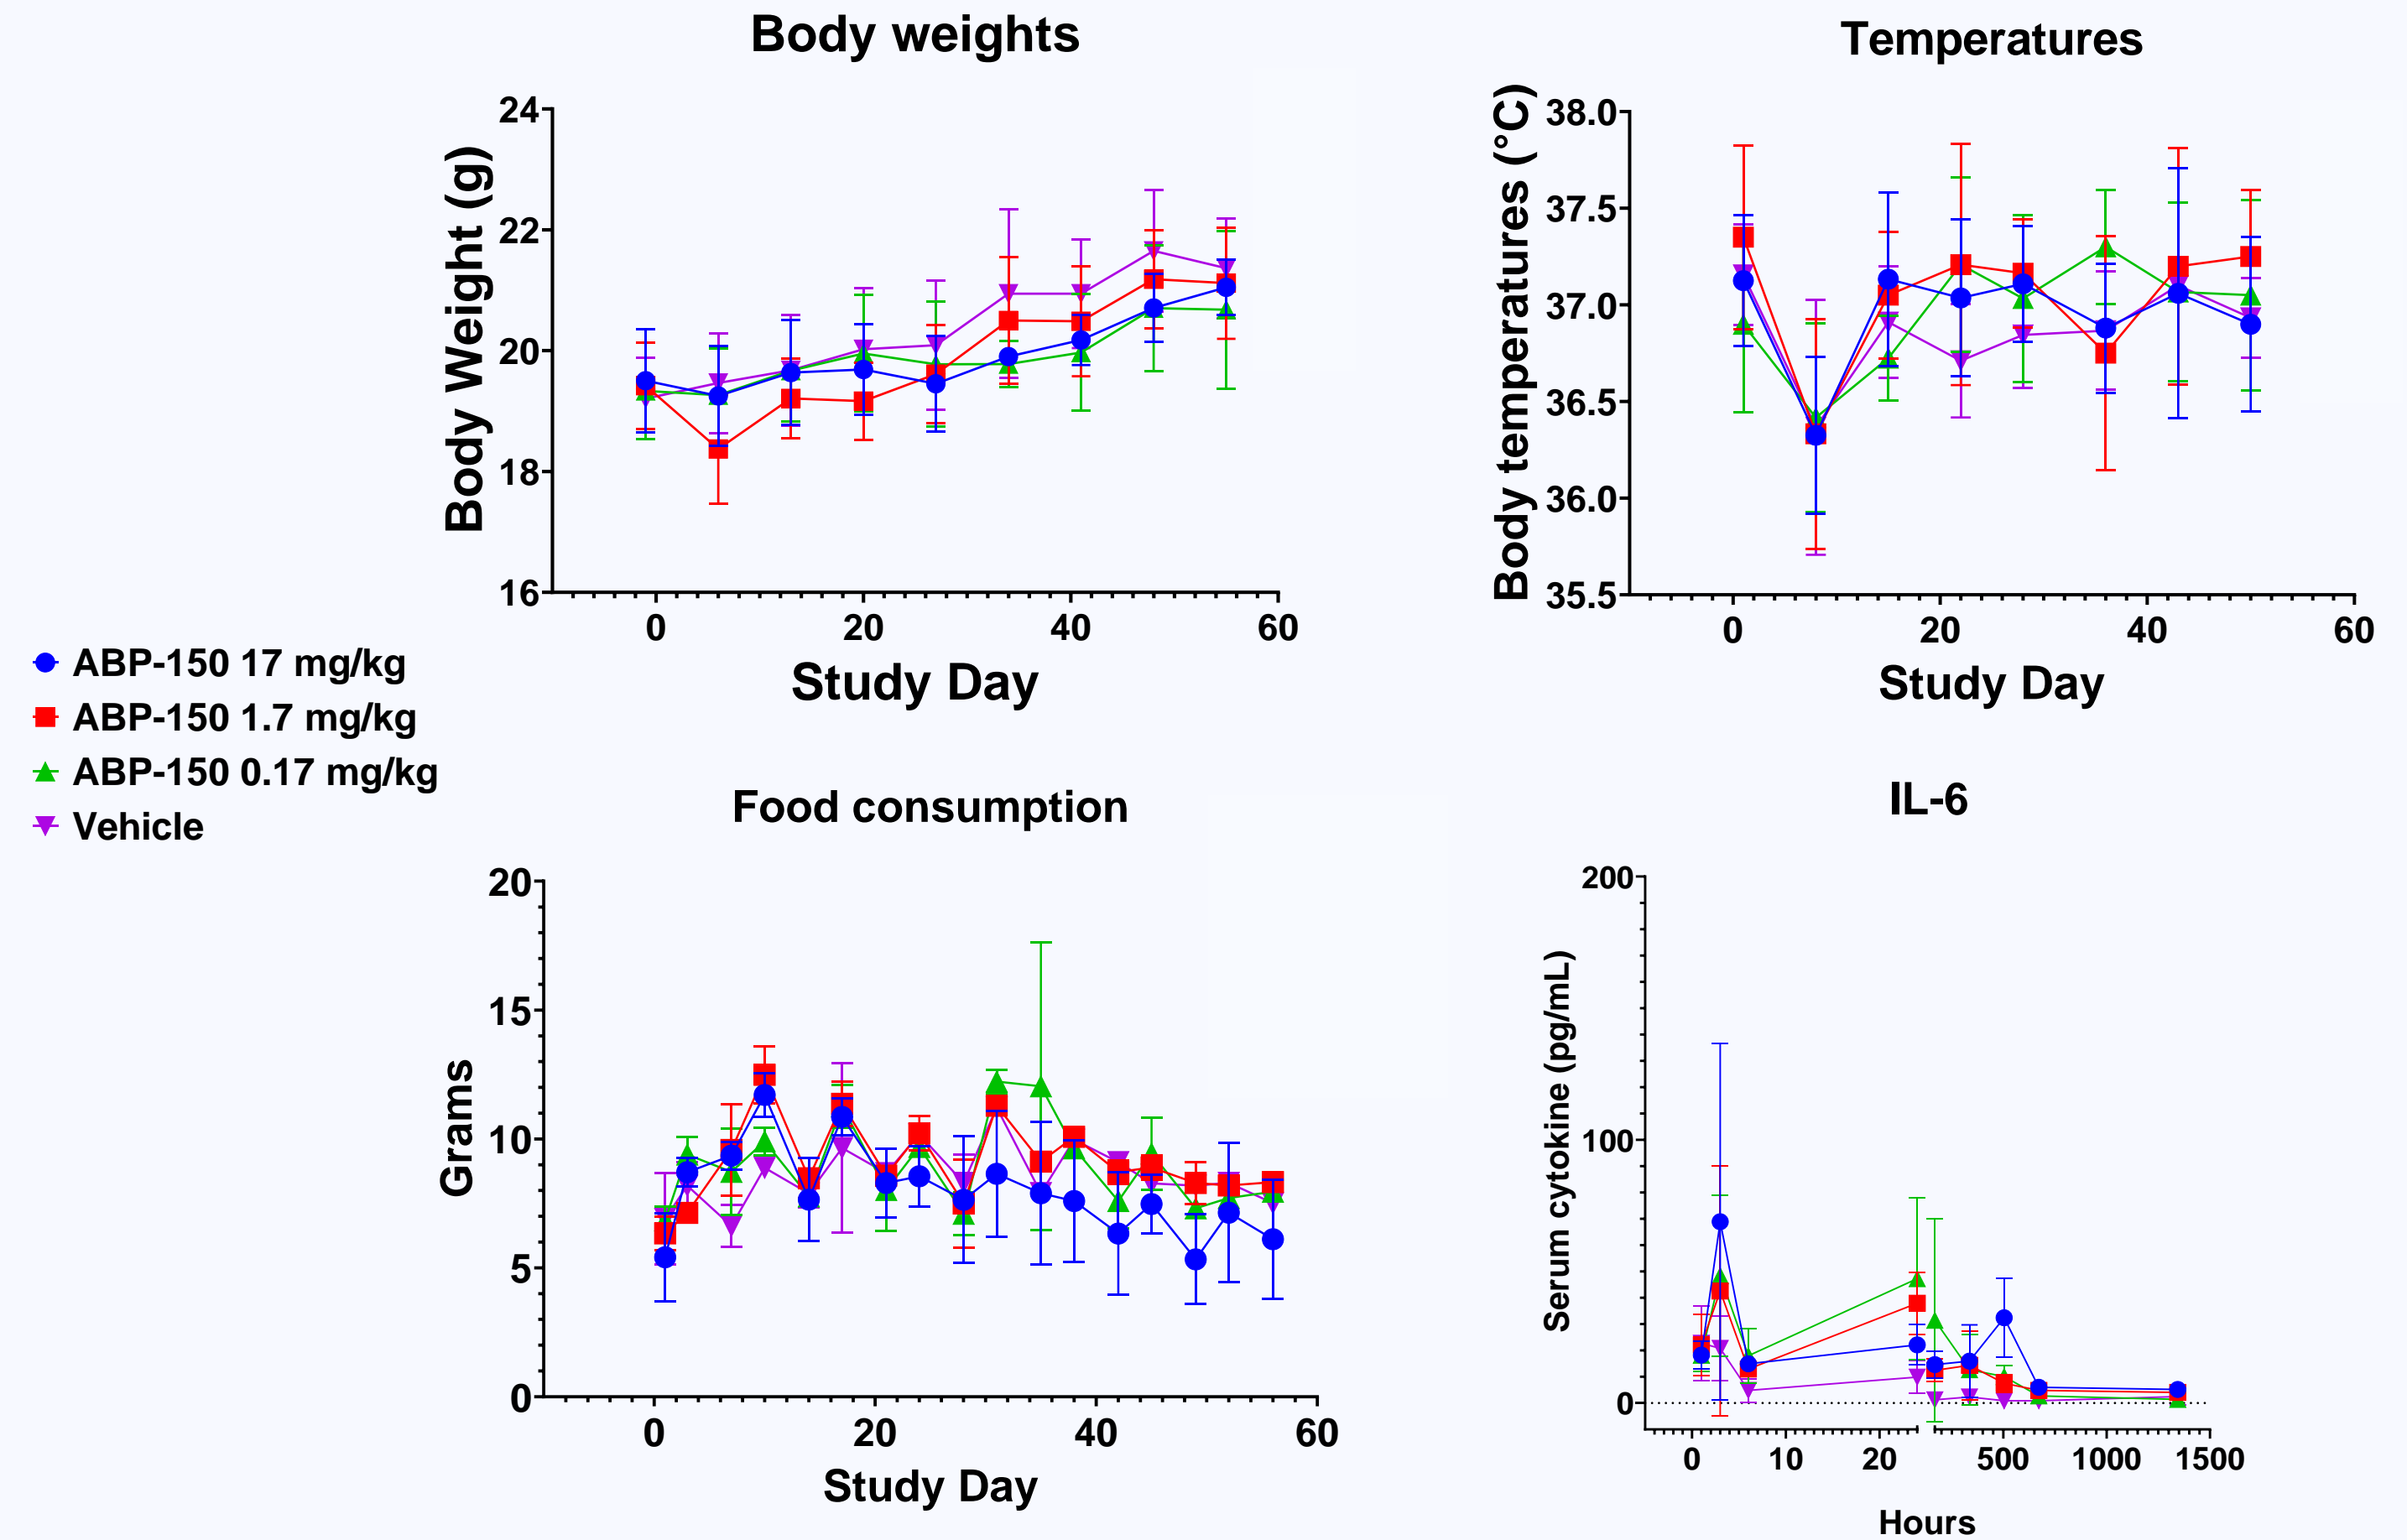 Body weights
24
22
20
18
16
Body Weight (g)
0 20 40 60
Study Day
Temperatures
38.0
37.5
37.0
36.5
36.0
35.5
Body temperatures (°C)
0 20 40 60
Study Day
ABP-150 17 mg/kg
ABP-150 1.7 mg/kg
ABP-150 0.17 mg/kg
Vehicle
Food consumption
20
15
10
5
0
Grams
0 20 40 60
Study Day
IL-6
200
100
0
Serum cytokine (pg/mL)
0 10 20 500 1000 1500
Hours